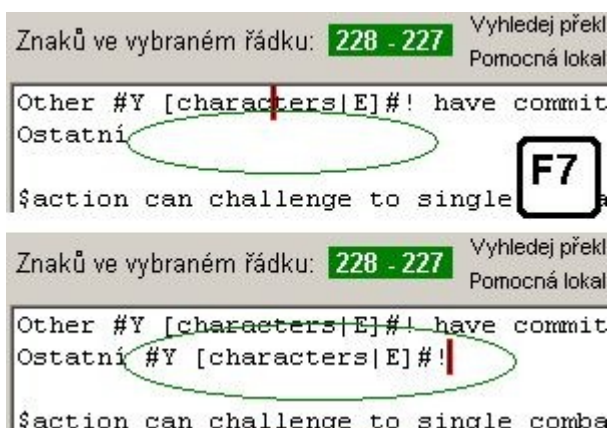 Znaků ve vybraném řádku: 228 - 227 Vyhledej překl
Pomocná lokal
Other #Y [characters|E]#! have commit
Ostatní
F7
$action can challenge to single
Znaků ve vybraném řádku: 228 - 227 Vyhledej překl
Pomocná lokal
Other #Y [characters|E]#! have commit
Ostatní #Y [characters|E]#!
$action can challenge to single comba